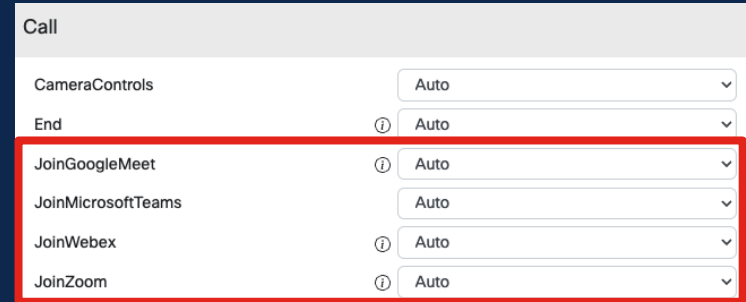 Call
CameraControls Auto
End Auto
JoinGoogleMeet Auto
JoinMicrosoftTeams Auto
JoinWebex Auto
JoinZoom Auto